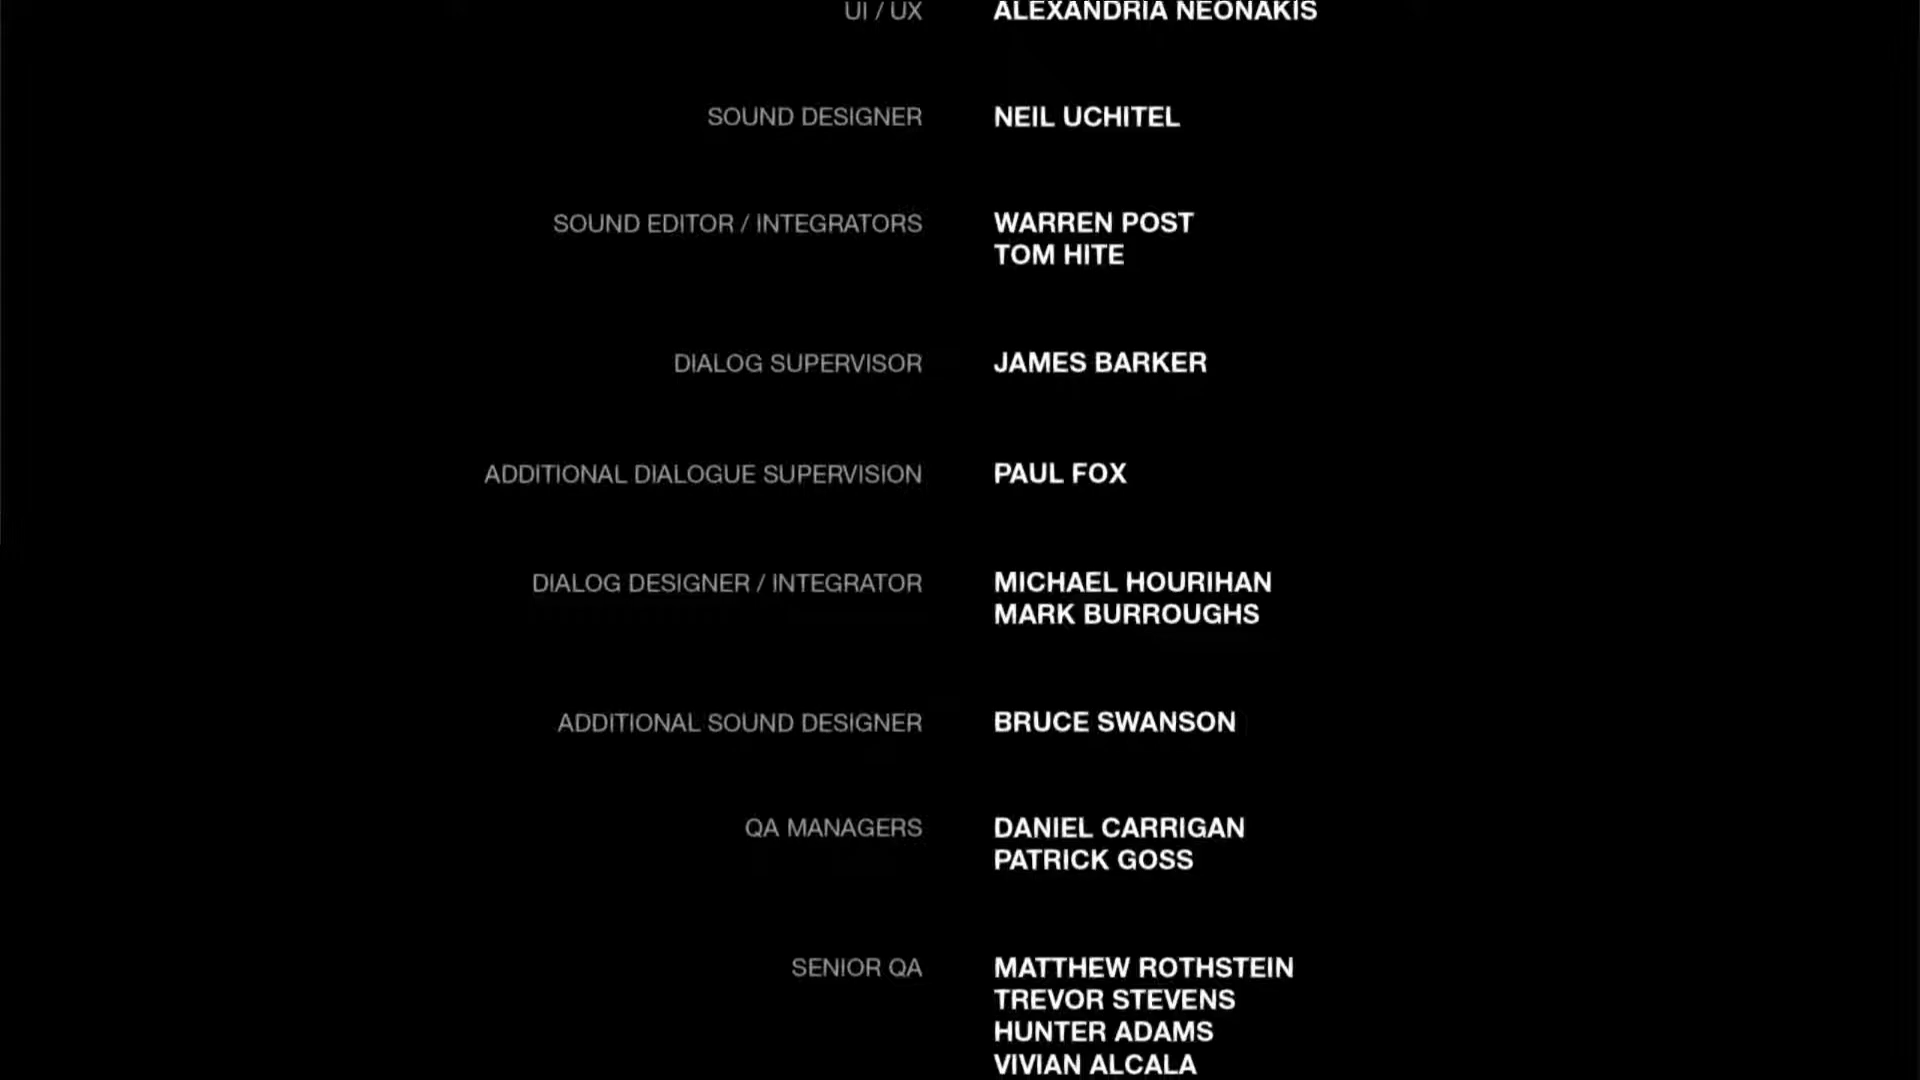 UI / UX ALEXANDRIA NEONAKIS
SOUND DESIGNER NEIL UCHITEL
SOUND EDITOR / INTEGRATORS WARREN POST
TOM HITE
DIALOG SUPERVISOR JAMES BARKER
ADDITIONAL DIALOGUE SUPERVISION PAUL FOX
DIALOG DESIGNER / INTEGRATOR MICHAEL HOURIHAN
MARK BURROUGHS
ADDITIONAL SOUND DESIGNER BRUCE SWANSON
QA MANAGERS DANIEL CARRIGAN
PATRICK GOSS
SENIOR QA MATTHEW ROTHSTEIN
TREVOR STEVENS
HUNTER ADAMS
VIVIAN ALCALA